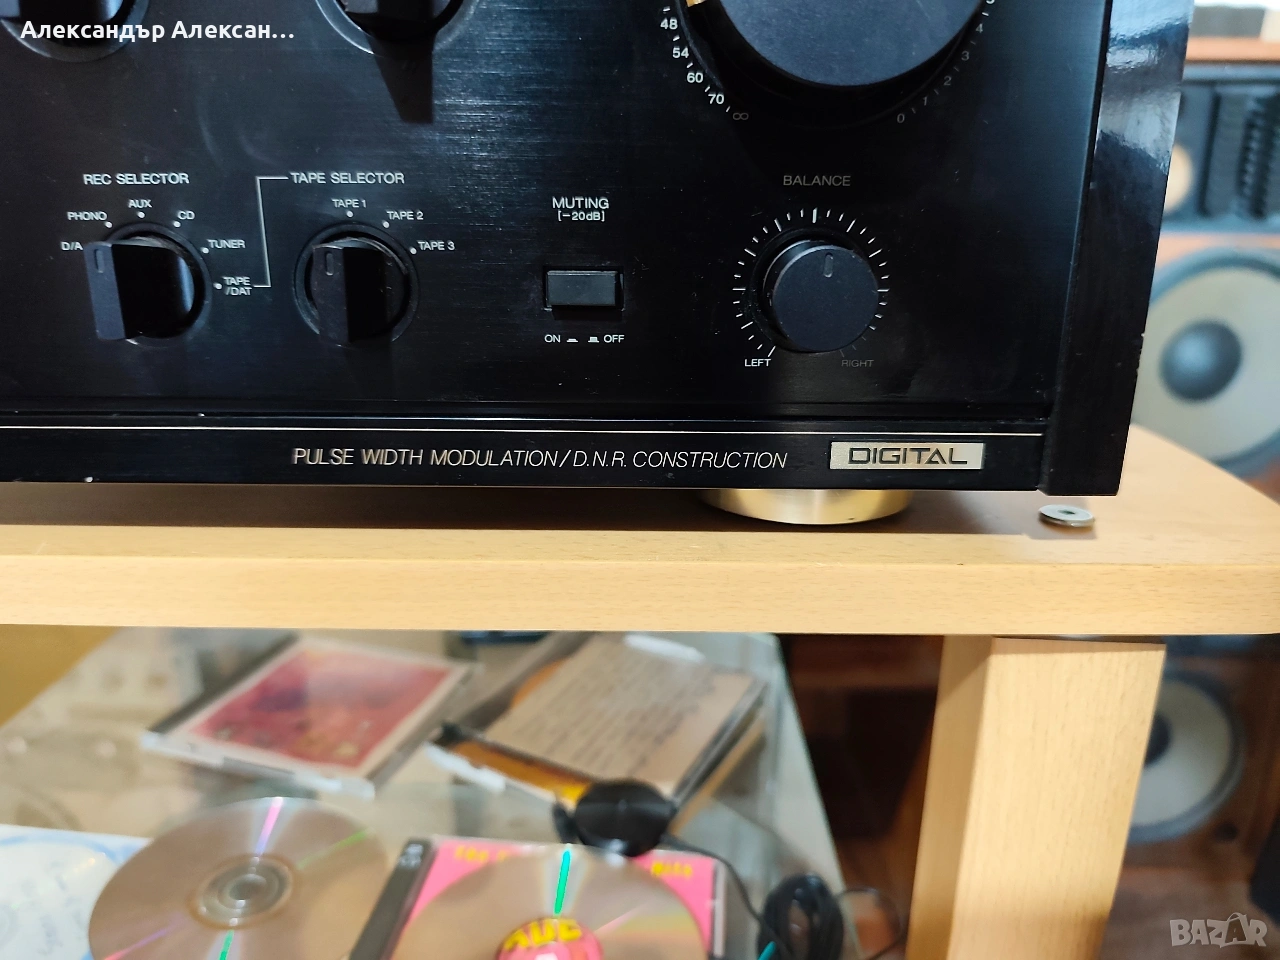 Александър Алексан...
48
54
60
70
∞
5
4
3
2
1
0
REC SELECTOR
TAPE SELECTOR
D/A
PHONO
AUX
CD
TUNER
TAPE
/DAT
TAPE 1
TAPE 2
TAPE 3
MUTING
[-20dB]
ON
OFF
BALANCE
LEFT
RIGHT
PULSE WIDTH MODULATION/D.N.R. CONSTRUCTION
DIGITAL
BAZAR